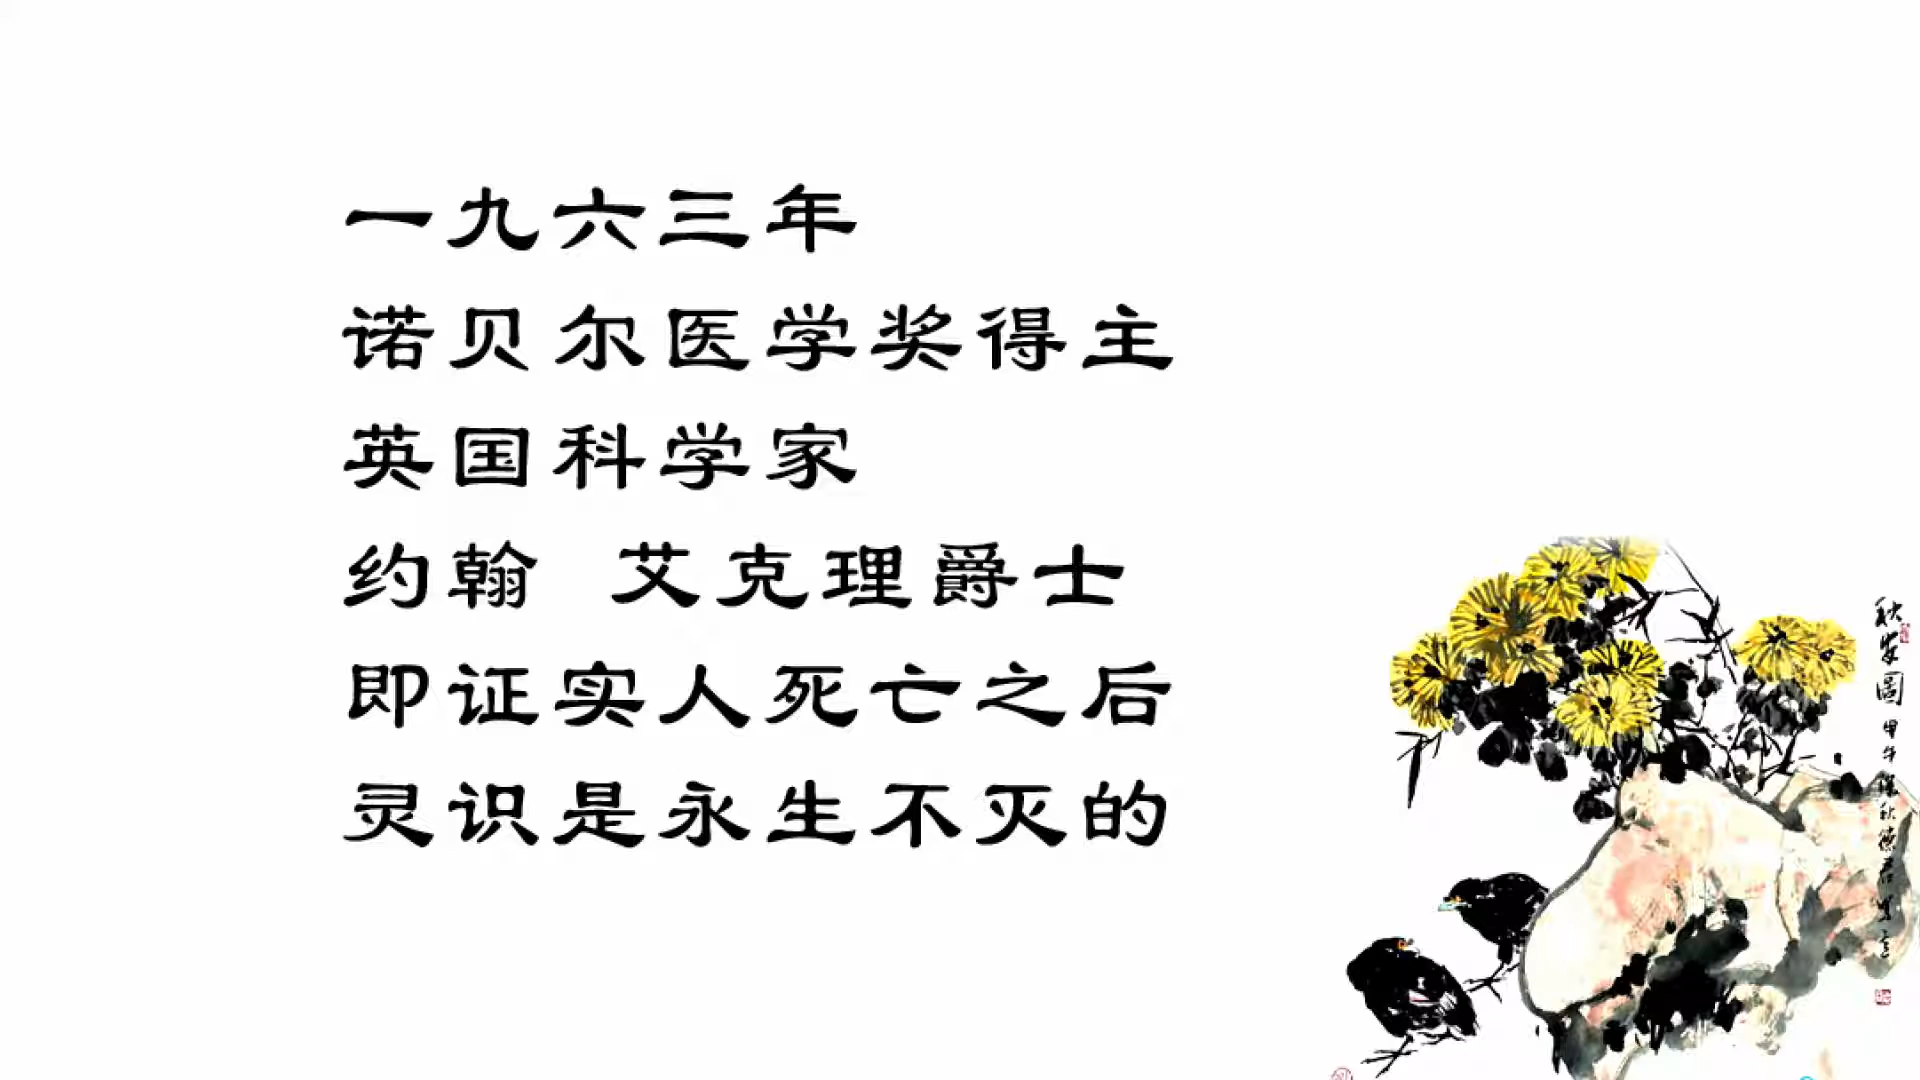 一九六三年
诺贝尔医学奖得主
英国科学家
约翰 艾克理爵士
即证实人死亡之后
灵识是永生不灭的